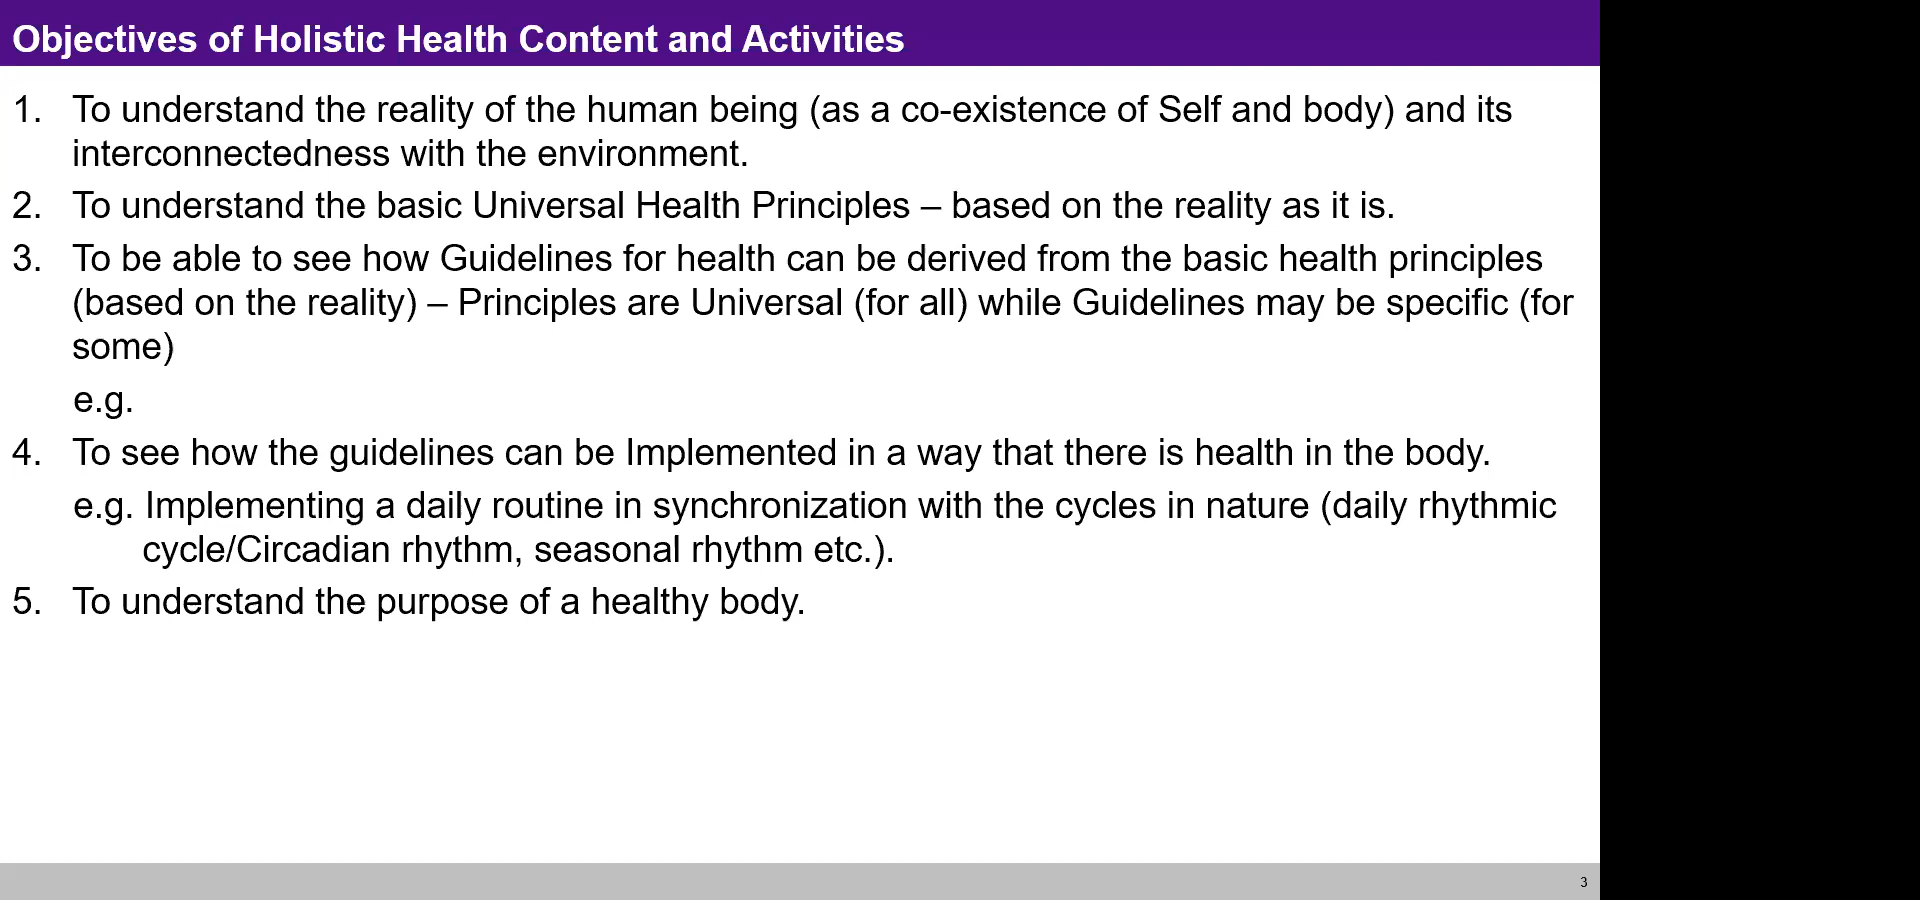 Objectives of Holistic Health Content and Activities
1. To understand the reality of the human being (as a co-existence of Self and body) and its
interconnectedness with the environment.
2. To understand the basic Universal Health Principles – based on the reality as it is.
3. To be able to see how Guidelines for health can be derived from the basic health principles
(based on the reality) – Principles are Universal (for all) while Guidelines may be specific (for
some)
e.g.
4. To see how the guidelines can be Implemented in a way that there is health in the body.
e.g. Implementing a daily routine in synchronization with the cycles in nature (daily rhythmic
cycle/Circadian rhythm, seasonal rhythm etc.).
5. To understand the purpose of a healthy body.
3